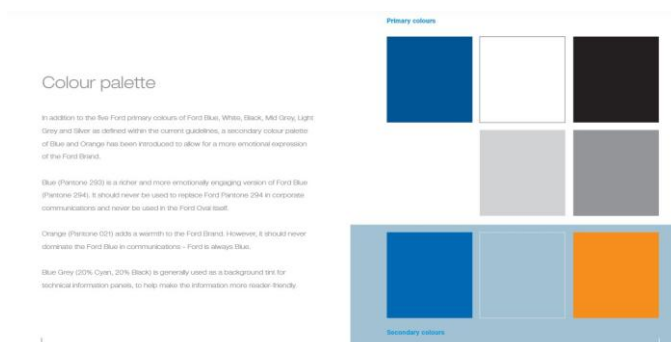 Primary colours
Colour palette
In addition to the five Ford primary colours of Ford Blue, White, Black, Mid Grey, Light
Grey and Silver as defined within the current guidelines, a secondary colour palette
of Blue and Orange has been introduced to allow for a more emotional expression
of the Ford Brand.
Blue (Pantone 293) is a richer and more emotionally engaging version of Ford Blue
(Pantone 294). It should never be used to replace Ford Pantone 294 in corporate
communications and never be used in the Ford Oval itself.
Orange (Pantone 021) adds a warmth to the Ford Brand. However, it should never
dominate the Ford Blue in communications – Ford is always Blue.
Blue Grey (20% Cyan, 20% Black) is generally used as a background tint for
technical information panels, to help make the information more reader-friendly.
Secondary colours